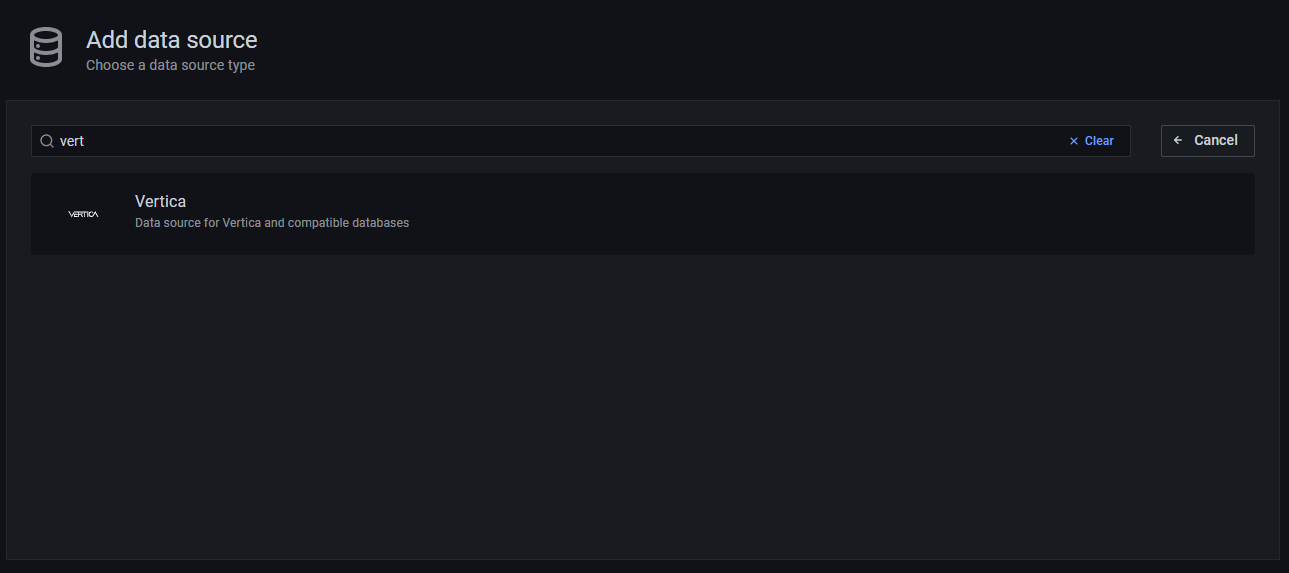 Add data source
Choose a data source type
vert
Clear
Cancel
VERTICA
Vertica
Data source for Vertica and compatible databases